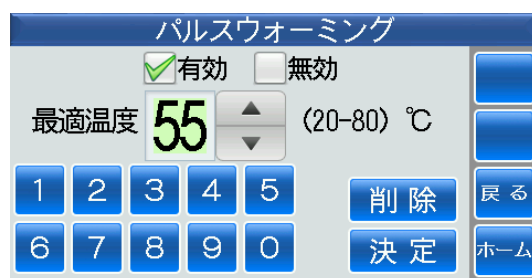 パルスウォーミング
有効 無効
最適温度 55 (20-80) ℃
1 2 3 4 5 削除 戻る
6 7 8 9 0 決定 ホーム